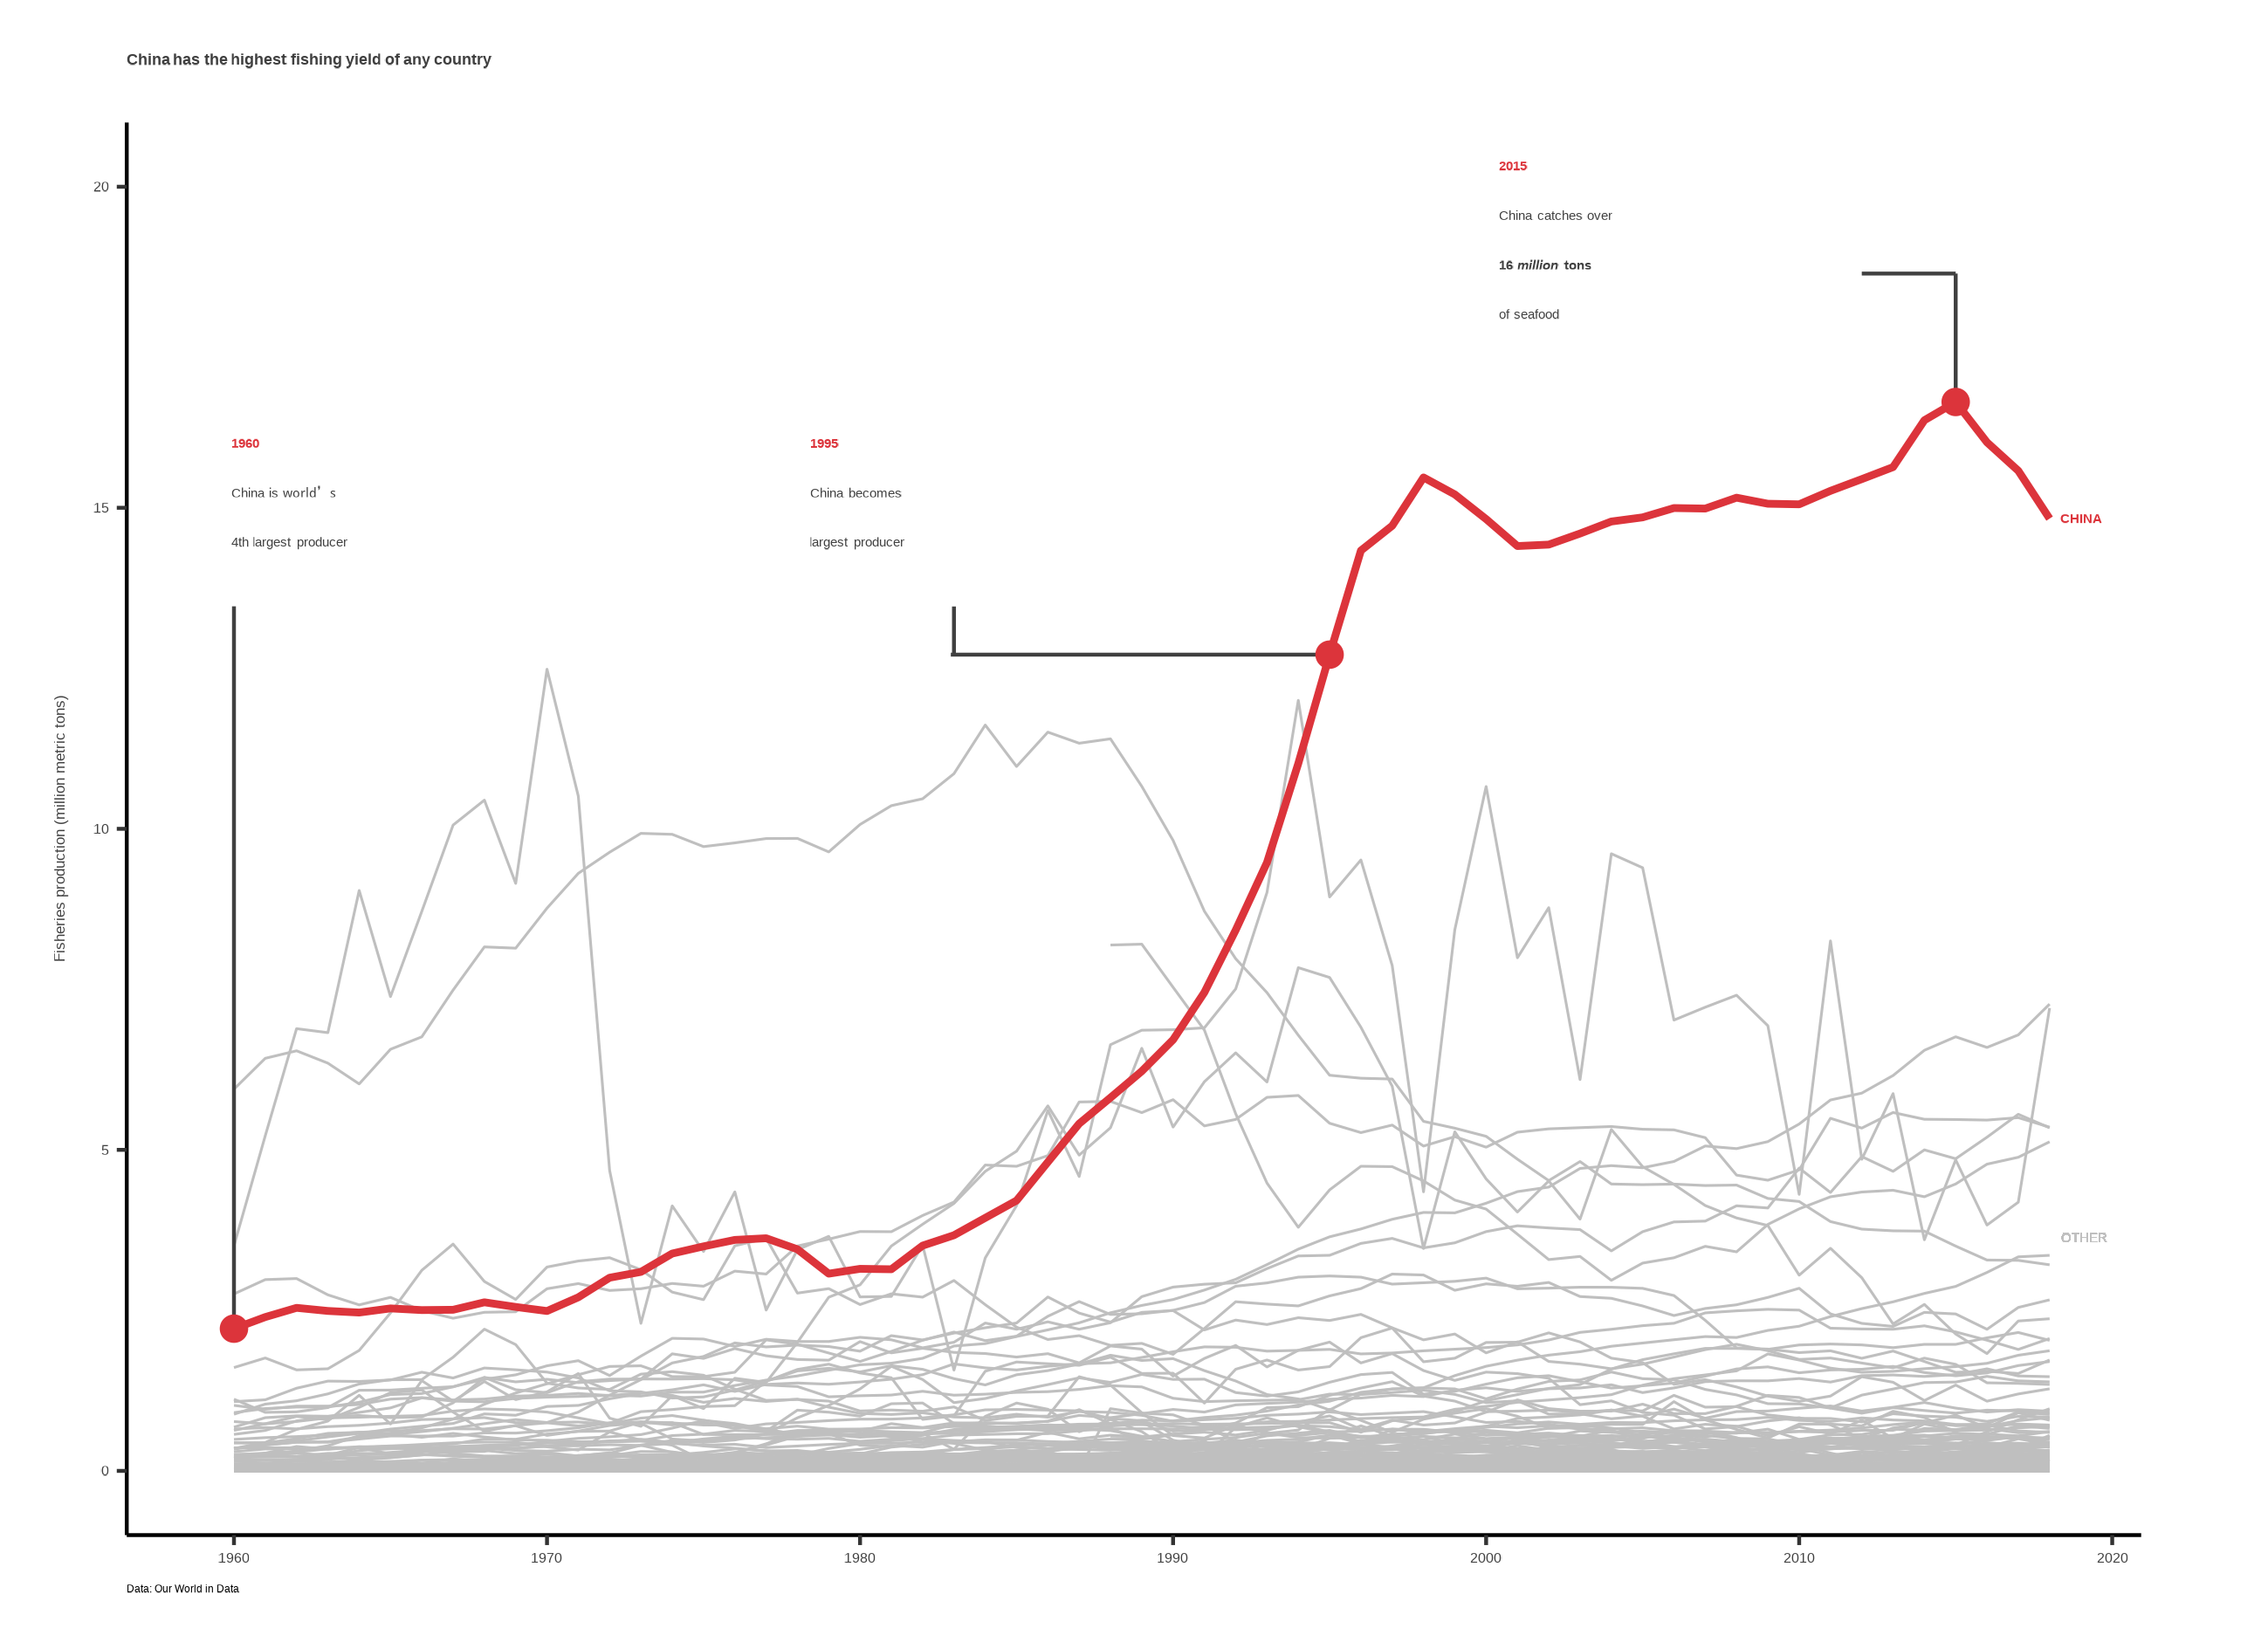 China has the highest fishing yield of any country
2015
China catches over
16 million tons
of seafood
1960
China is world's
4th largest producer
1995
China becomes
largest producer
CHINA
OTHER
Fisheries production (million metric tons)
20
15
10
5
0
1960 1970 1980 1990 2000 2010 2020
Data: Our World in Data